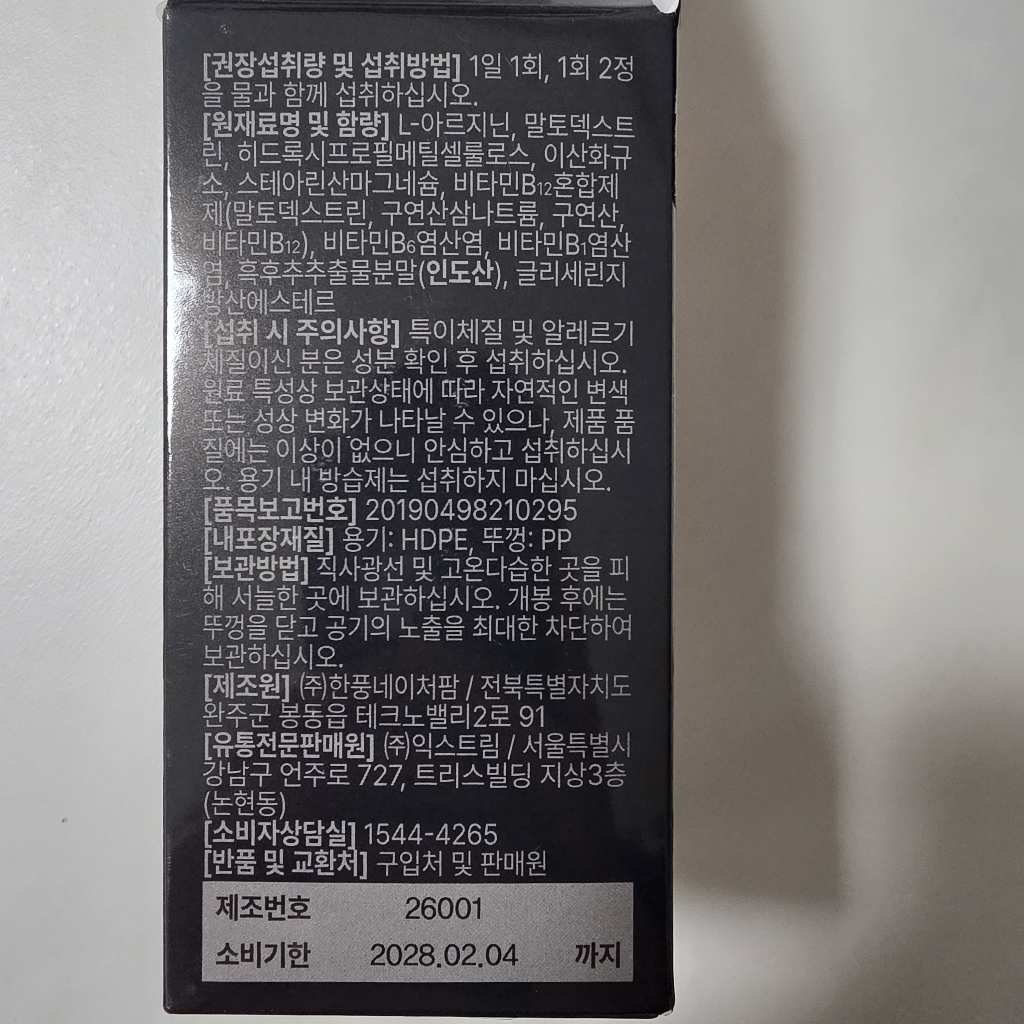 [권장섭취량 및 섭취방법] 1일 1회, 1회 2정
을 물과 함께 섭취하십시오.
[원재료명 및 함량] L-아르지닌, 말토덱스트
린, 히드록시프로필메틸셀룰로스, 이산화규
소, 스테아린산마그네슘, 비타민B12혼합제
제(말토덱스트린, 구연산삼나트륨, 구연산,
비타민B12), 비타민B6염산염, 비타민B1염산
염, 흑후추추출물분말(인도산), 글리세린지
방산에스테르
[섭취 시 주의사항] 특이체질 및 알레르기
체질이신 분은 성분 확인 후 섭취하십시오.
원료 특성상 보관상태에 따라 자연적인 변색
또는 성상 변화가 나타날 수 있으나, 제품 품
질에는 이상이 없으니 안심하고 섭취하십시
오. 용기 내 방습제는 섭취하지 마십시오.
[품목보고번호] 20190498210295
[내포장재질] 용기: HDPE, 뚜껑: PP
[보관방법] 직사광선 및 고온다습한 곳을 피
해 서늘한 곳에 보관하십시오. 개봉 후에는
뚜껑을 닫고 공기의 노출을 최대한 차단하여
보관하십시오.
[제조원] ㈜한풍네이처팜 / 전북특별자치도
완주군 봉동읍 테크노밸리2로 91
[유통전문판매원] ㈜익스트림 / 서울특별시
강남구 언주로 727, 트리스빌딩 지상3층
(논현동)
[소비자상담실] 1544-4265
[반품 및 교환처] 구입처 및 판매원
제조번호 26001
소비기한 2028.02.04 까지